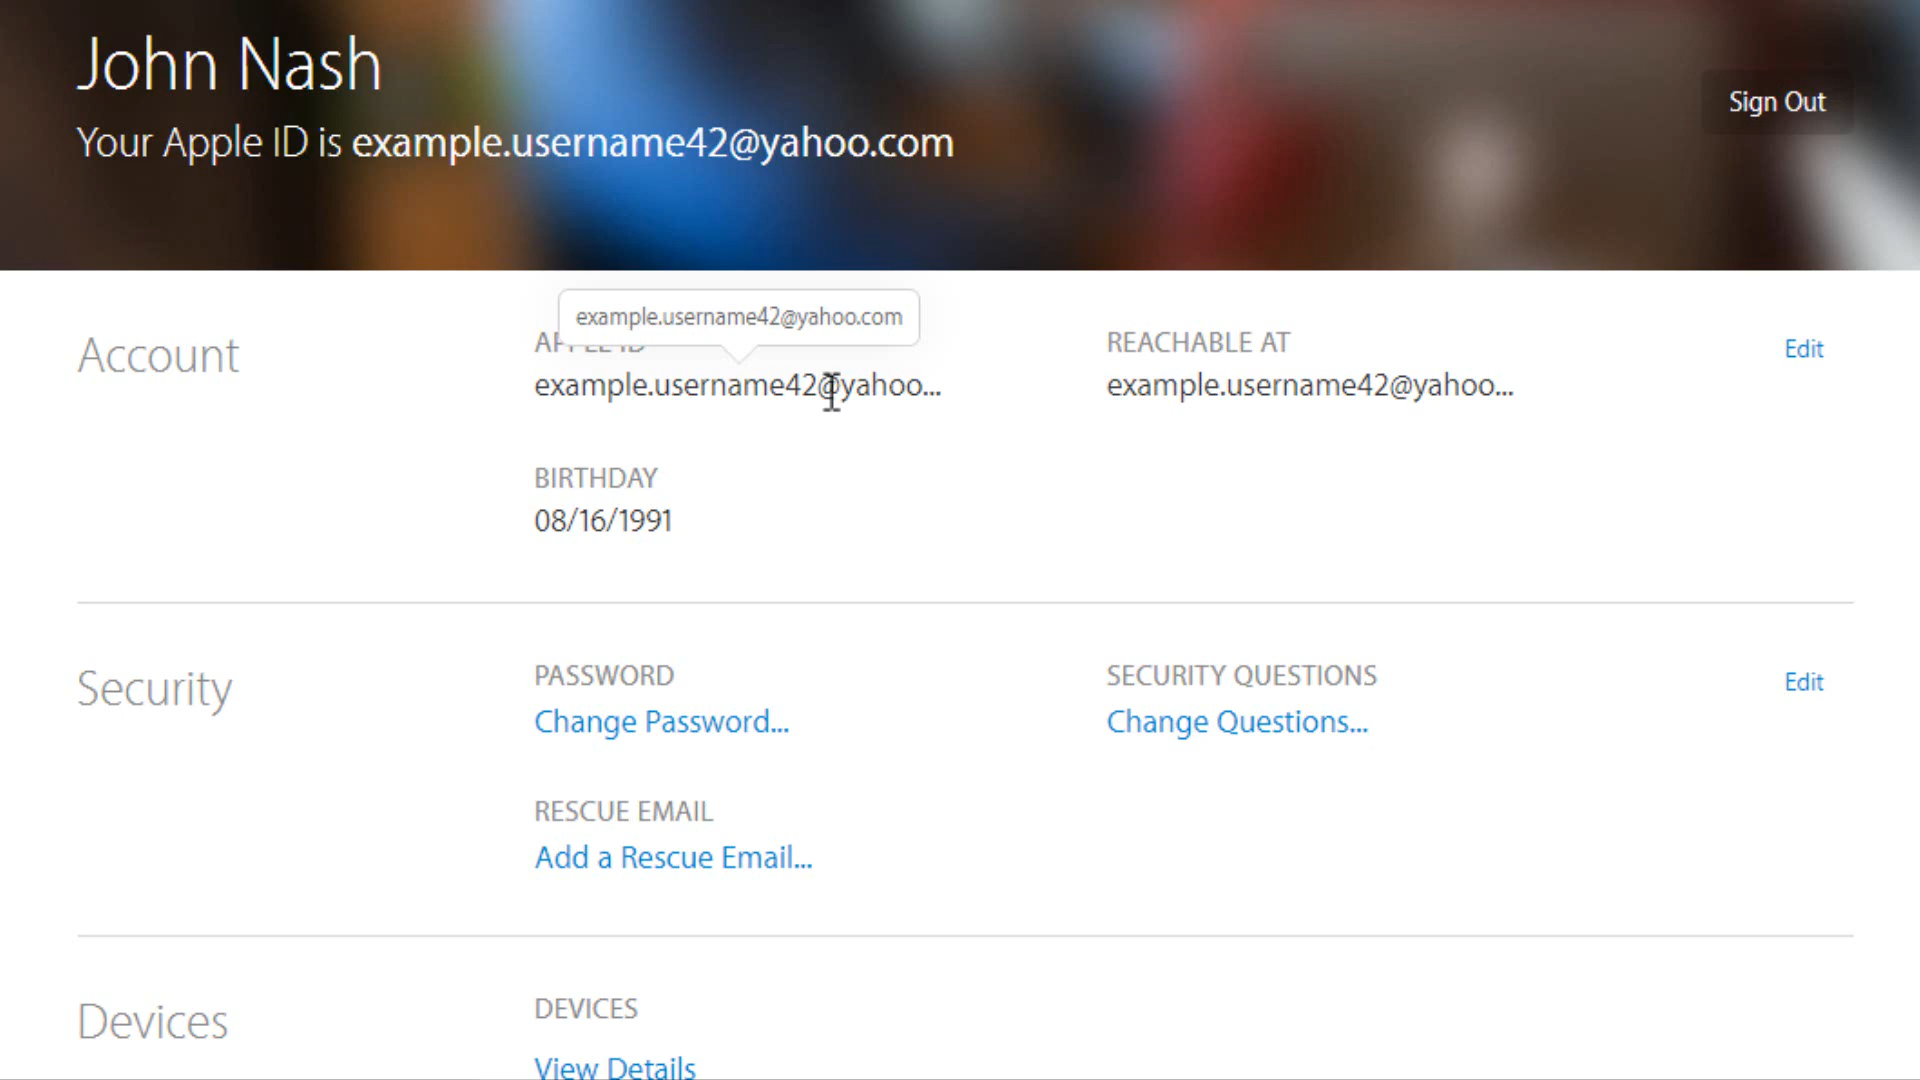 John Nash
Your Apple ID is example.username42@yahoo.com
Sign Out
example.username42@yahoo.com
Account
APPLE ID
example.username42@yahoo...
REACHABLE AT
example.username42@yahoo...
Edit
BIRTHDAY
08/16/1991
Security
PASSWORD
Change Password...
SECURITY QUESTIONS
Change Questions...
Edit
RESCUE EMAIL
Add a Rescue Email...
Devices
DEVICES
View Details